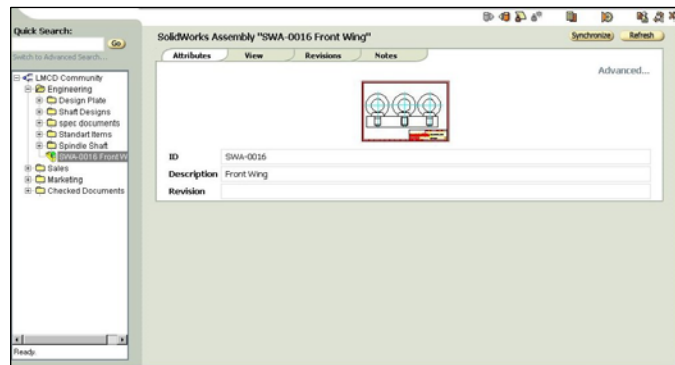 Quick Search:
Go
Switch to Advanced Search...
LMCD Community
Engineering
Design Plate
Shaft Designs
spec documents
Standart Items
Spindle Shaft
SWA-0016 Front W
Sales
Marketing
Checked Documents
Ready.
SolidWorks Assembly "SWA-0016 Front Wing"
Synchronize Refresh
Attributes View Revisions Notes
Advanced...
ID SWA-0016
Description Front Wing
Revision